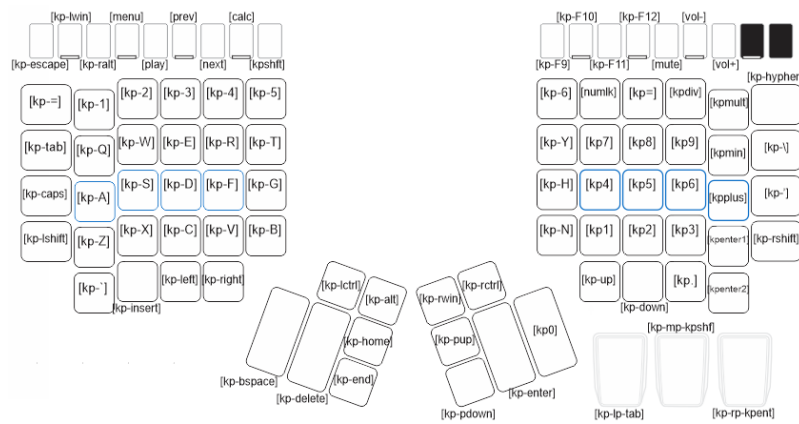 [kp-lwin] [menu] [prev] [calc]
[kp-escape] [kp-ralt] [play] [next] [kpshft]
[kp-F10] [kp-F12] [vol-]
[kp-F9] [kp-F11] [mute] [vol+]
[kp-hyphen]
[kp-=] [kp-1] [kp-2] [kp-3] [kp-4] [kp-5]
[kp-6] [numlk] [kp=] [kpdiv] [kpmult]
[kp-tab] [kp-Q] [kp-W] [kp-E] [kp-R] [kp-T]
[kp-Y] [kp7] [kp8] [kp9] [kpmin] [kp-\]
[kp-caps] [kp-A] [kp-S] [kp-D] [kp-F] [kp-G]
[kp-H] [kp4] [kp5] [kp6] [kpplus] [kp-']
[kp-lshift] [kp-Z] [kp-X] [kp-C] [kp-V] [kp-B]
[kp-N] [kp1] [kp2] [kp3] [kpenter1] [kp-rshift]
[kp-`] [kp-insert] [kp-left] [kp-right]
[kp-up] [kp-down] [kp.] [kpenter2]
[kp-lctrl] [kp-alt]
[kp-home]
[kp-end]
[kp-bspace] [kp-delete]
[kp-rwin] [kp-rctrl]
[kp-pup] [kp0]
[kp-pdown] [kp-enter]
[kp-mp-kpshf]
[kp-lp-tab] [kp-rp-kpent]